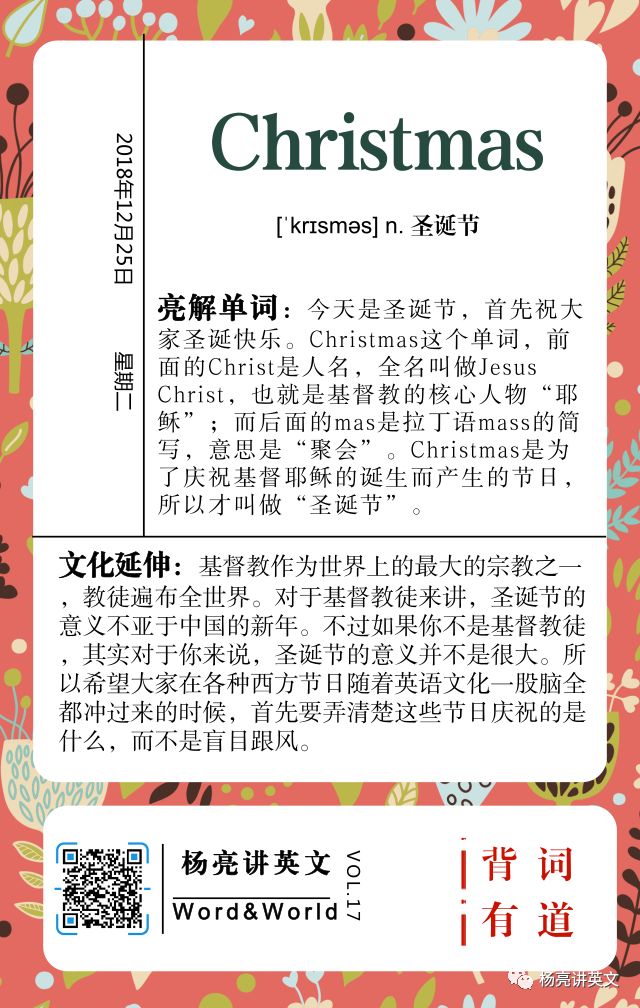 Christmas
[ˈkrɪsməs] n. 圣诞节
2018年12月25日
星期二
亮解单词：今天是圣诞节，首先祝大
家圣诞快乐。Christmas这个单词，前
面的Christ是人名，全名叫做Jesus
Christ，也就是基督教的核心人物“耶
稣”；而后面的mas是拉丁语mass的简
写，意思是“聚会”。Christmas是为
了庆祝基督耶稣的诞生而产生的节日，
所以才叫做“圣诞节”。
文化延伸：基督教作为世界上的最大的宗教之一
，教徒遍布全世界。对于基督教徒来讲，圣诞节的
意义不亚于中国的新年。不过如果你不是基督教徒
，其实对于你来说，圣诞节的意义并不是很大。所
以希望大家在各种西方节日随着英语文化一股脑全
都冲过来的时候，首先要弄清楚这些节日庆祝的是
什么，而不是盲目跟风。
杨亮讲英文
Word&World
VOL.17
背词
有道
杨亮讲英文